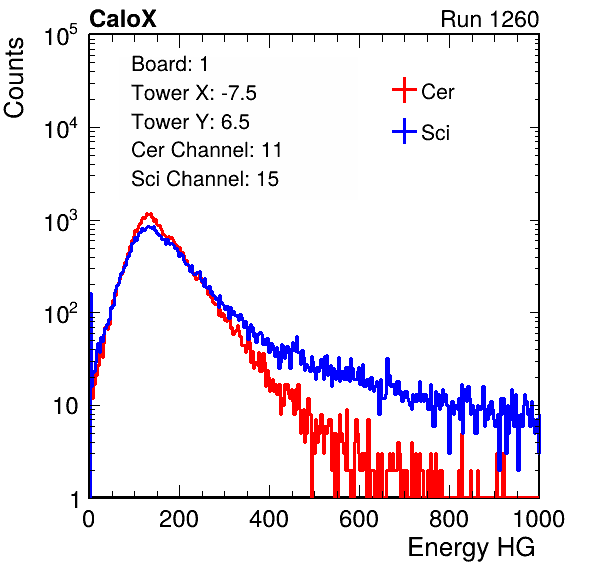 CaloX Run 1260
Counts
Board: 1
Tower X: -7.5
Tower Y: 6.5
Cer Channel: 11
Sci Channel: 15
Cer
Sci
10^5
10^4
10^3
10^2
10
1
0 200 400 600 800 1000
Energy HG